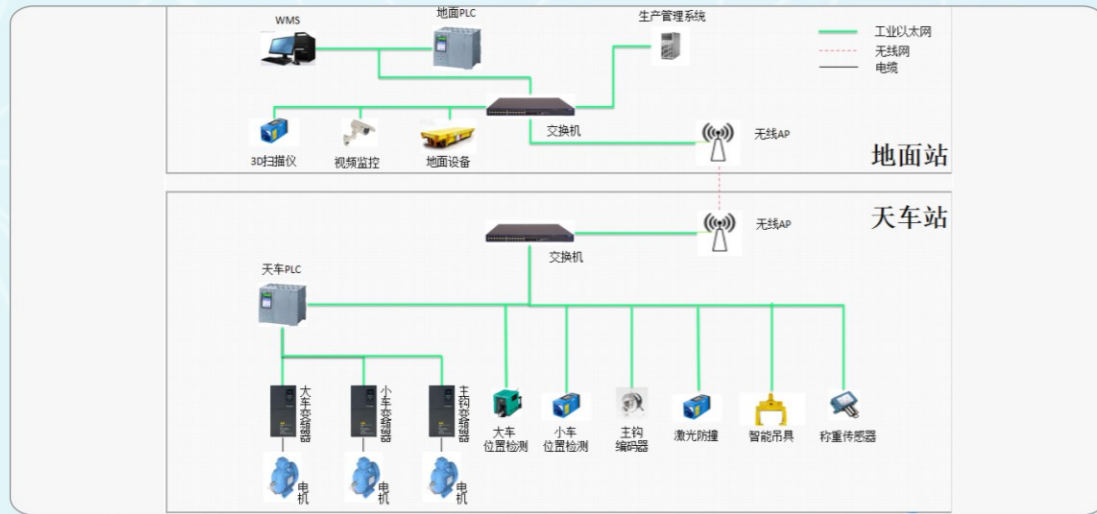 WMS
地面PLC
生产管理系统
工业以太网
无线网
电缆
交换机
无线AP
3D扫描仪
视频监控
地面设备
地面站
天车站
无线AP
交换机
天车PLC
大车变频器
小车变频器
主钩变频器
大车
位置检测
小车
位置检测
主钩
编码器
激光防撞
智能吊具
称重传感器
电机
电机
电机